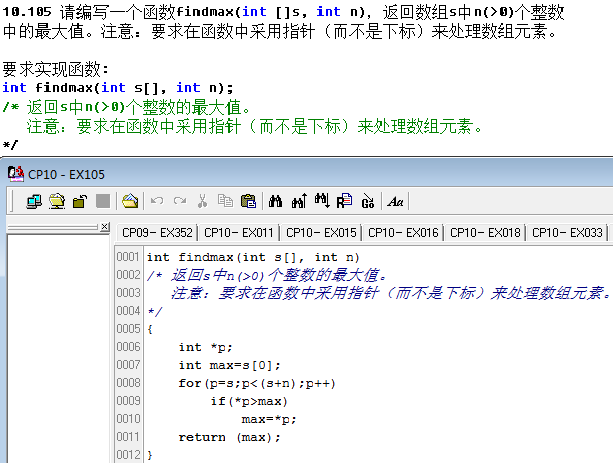 10.105 请编写一个函数findmax(int []s, int n), 返回数组s中n(>0)个整数
中的最大值。注意：要求在函数中采用指针（而不是下标）来处理数组元素。
要求实现函数：
int findmax(int s[], int n);
/* 返回s中n(>0)个整数的最大值。
注意：要求在函数中采用指针（而不是下标）来处理数组元素。
*/
CP10 - EX105
Go Aa
CP09-EX352 CP10-EX011 CP10-EX015 CP10-EX016 CP10-EX018 CP10-EX033
0001 int findmax(int s[], int n)
0002 /* 返回s中n(>0)个整数的最大值。
0003 注意：要求在函数中采用指针（而不是下标）来处理数组元素。
0004 */
0005 {
0006 int *p;
0007 int max=s[0];
0008 for(p=s;p<(s+n);p++)
0009 if(*p>max)
0010 max=*p;
0011 return (max);
0012 }